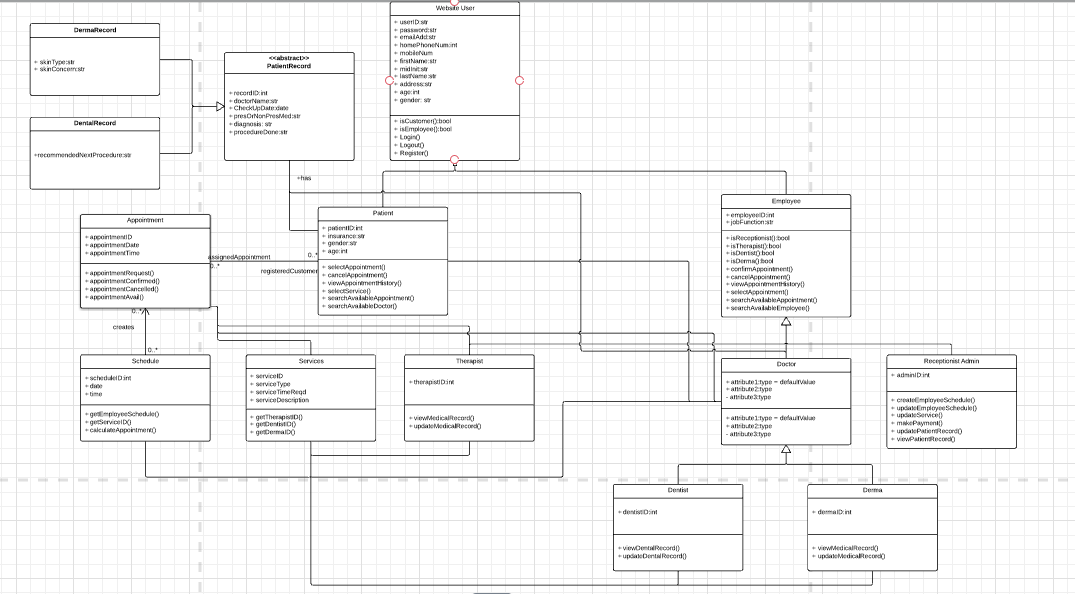 DermaRecord
+ skinType:str
+ skinConcern:str
DentalRecord
+recommendedNextProcedure:str
<<abstract>>
PatientRecord
+ recordID:int
+ doctorName:str
+ CheckUpDate:date
+ presOrNonPresMed:str
+ diagnosis: str
+ procedureDone:str
Website User
+ userID:str
+ password:str
+ emailAdd:str
+ homePhoneNum:int
+ mobileNum
+ firstName:str
+ midInit:str
+ lastName:str
+ address:str
+ age:int
+ gender: str
+ isCustomer():bool
+ isEmployee():bool
+ Login()
+ Logout()
+ Register()
+has
Appointment
+ appointmentID
+ appointmentDate
+ appointmentTime
+ appointmentRequest()
+ appointmentConfirmed()
+ appointmentCancelled()
+ appointmentAvail()
assignedAppointment
0..*
0..*
registeredCustomer
Patient
+ patientID:int
+ insurance:str
+ gender:str
+ age:int
+ selectAppointment()
+ cancelAppointment()
+ viewAppointmentHistory()
+ selectService()
+ searchAvailableAppointment()
+ searchAvailableDoctor()
Employee
+ employeeID:int
+ jobFunction:str
+ isReceptionist():bool
+ isTherapist():bool
+ isDentist():bool
+ isDerma():bool
+ confirmAppointment()
+ cancelAppointment()
+ viewAppointmentHistory()
+ selectAppointment()
+ searchAvailableAppointment()
+ searchAvailableEmployee()
0..*
creates
0..*
Schedule
+ scheduleID:int
+ date
+ time
+ getEmployeeSchedule()
+ getServiceID()
+ calculateAppointment()
Services
+ serviceID
+ serviceType
+ serviceTimeReqd
+ serviceDescription
+ getTherapistID()
+ getDentistID()
+ getDermaID()
Therapist
+ therapistID:int
+ viewMedicalRecord()
+ updateMedicalRecord()
Doctor
+ attribute1:type = defaultValue
+ attribute2:type
- attribute3:type
+ attribute1:type = defaultValue
+ attribute2:type
- attribute3:type
Receptionist Admin
+ adminID:int
+ createEmployeeSchedule()
+ updateEmployeeSchedule()
+ updateService()
+ makePayment()
+ updatePatientRecord()
+ viewPatientRecord()
Dentist
+ dentistID:int
+ viewDentalRecord()
+ updateDentalRecord()
Derma
+ dermaID:int
+ viewMedicalRecord()
+ updateMedicalRecord()